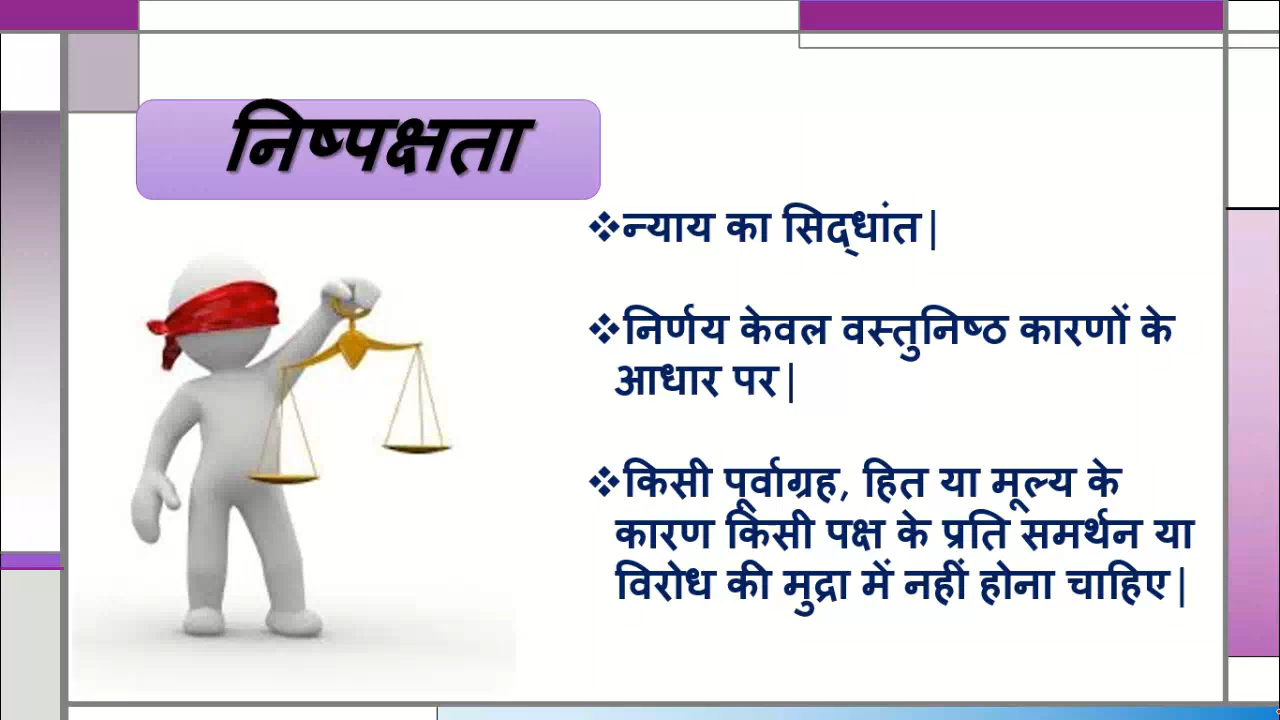 निष्पक्षता
❖न्याय का सिद्धांत|
❖निर्णय केवल वस्तुनिष्ठ कारणों के
आधार पर|
❖किसी पूर्वाग्रह, हित या मूल्य के
कारण किसी पक्ष के प्रति समर्थन या
विरोध की मुद्रा में नहीं होना चाहिए|